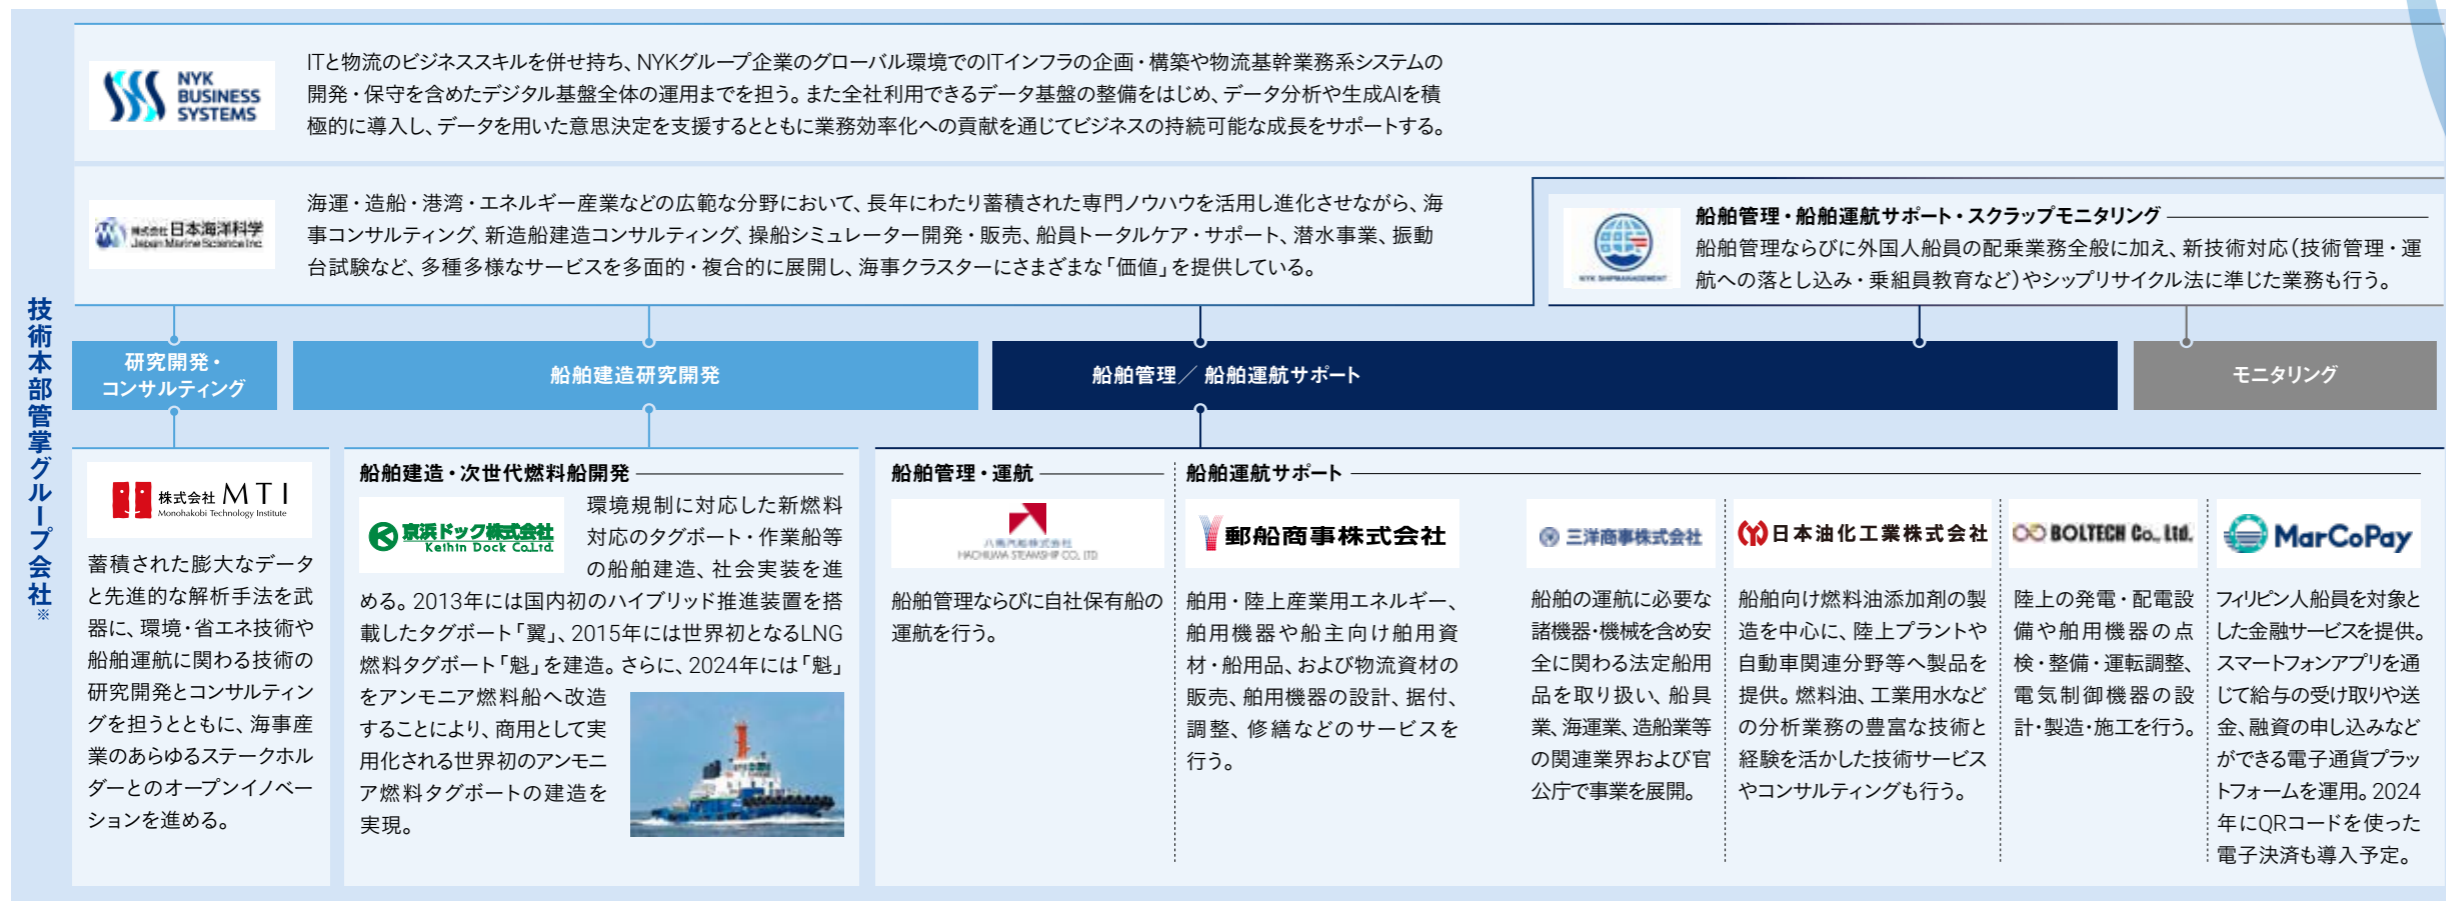 技術本部管掌グループ会社※
NYK
BUSINESS
SYSTEMS
ITと物流のビジネススキルを併せ持ち、NYKグループ企業のグローバル環境でのITインフラの企画・構築や物流基幹業務系システムの
開発・保守を含めたデジタル基盤全体の運用までを担う。また全社利用できるデータ基盤の整備をはじめ、データ分析や生成AIを積
極的に導入し、データを用いた意思決定を支援するとともに業務効率化への貢献を通じてビジネスの持続可能な成長をサポートする。
株式会社日本海洋科学
Japan Marine Science Inc
海運・造船・港湾・エネルギー産業などの広範な分野において、長年にわたり蓄積された専門ノウハウを活用し進化させながら、海
事コンサルティング、新造船建造コンサルティング、操船シミュレーター開発・販売、船員トータルケア・サポート、潜水事業、振動
台試験など、多種多様なサービスを多面的・複合的に展開し、海事クラスターにさまざまな「価値」を提供している。
NYK SHIPMANAGEMENT
船舶管理・船舶運航サポート・スクラップモニタリング
船舶管理ならびに外国人船員の配乗業務全般に加え、新技術対応（技術管理・運
航への落とし込み・乗組員教育など）やシップリサイクル法に準じた業務も行う。
研究開発・
コンサルティング
船舶建造研究開発
船舶管理／船舶運航サポート
モニタリング
株式会社 MTI
Monohakobi Technology Institute
蓄積された膨大なデータ
と先進的な解析手法を武
器に、環境・省エネ技術や
船舶運航に関わる技術の
研究開発とコンサルティン
グを担うとともに、海事産
業のあらゆるステークホル
ダーとのオープンイノベー
ションを進める。
船舶建造・次世代燃料船開発
京浜ドック株式会社
Keihin Dock Co.Ltd
環境規制に対応した新燃料
対応のタグボート・作業船等
の船舶建造、社会実装を進
める。2013年には国内初のハイブリッド推進装置を搭
載したタグボート「翼」、2015年には世界初となるLNG
燃料タグボート「魁」を建造。さらに、2024年には「魁」
をアンモニア燃料船へ改造
することにより、商用として実
用化される世界初のアンモニ
ア燃料タグボートの建造を
実現。
船舶管理・運航
八馬汽船株式会社
HACHIUMA STEAMSHIP CO., LTD
船舶管理ならびに自社保有船の
運航を行う。
船舶運航サポート
郵船商事株式会社
舶用・陸上産業用エネルギー、
舶用機器や船主向け舶用資
材・船用品、および物流資材の
販売、舶用機器の設計、据付、
調整、修繕などのサービスを
行う。
三洋商事株式会社
船舶の運航に必要な
諸機器・機械を含め安
全に関わる法定船用
品を取り扱い、船具
業、海運業、造船業等
の関連業界および官
公庁で事業を展開。
日本油化工業株式会社
船舶向け燃料油添加剤の製
造を中心に、陸上プラントや
自動車関連分野等へ製品を
提供。燃料油、工業用水など
の分析業務の豊富な技術と
経験を活かした技術サービス
やコンサルティングも行う。
BOLTECH Co., Ltd.
陸上の発電・配電設
備や舶用機器の点
検・整備・運転調整、
電気制御機器の設
計・製造・施工を行う。
MarCoPay
フィリピン人船員を対象と
した金融サービスを提供。
スマートフォンアプリを通
じて給与の受け取りや送
金、融資の申し込みなど
ができる電子通貨プラッ
トフォームを運用。2024
年にQRコードを使った
電子決済も導入予定。